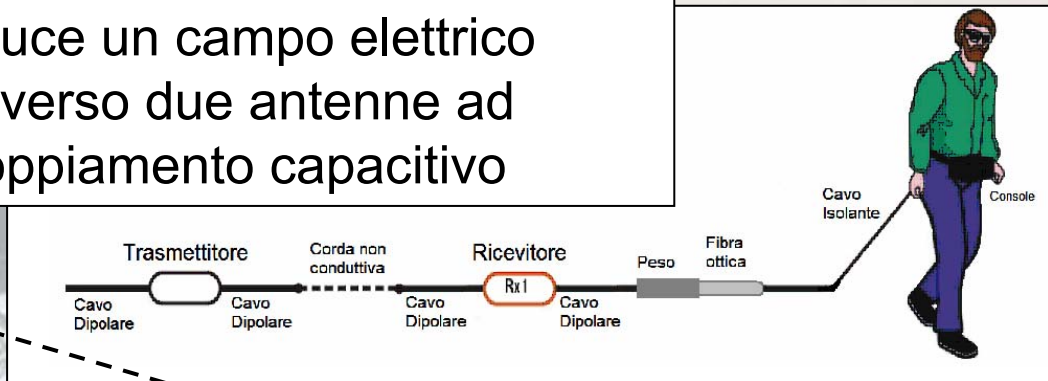 uce un campo elettrico
verso due antenne ad
oppiamento capacitivo
Trasmettitore
Corda non
conduttiva
Ricevitore
Peso
Fibra
ottica
Cavo
Isolante
Console
Rx1
Cavo
Dipolare
Cavo
Dipolare
Cavo
Dipolare
Cavo
Dipolare